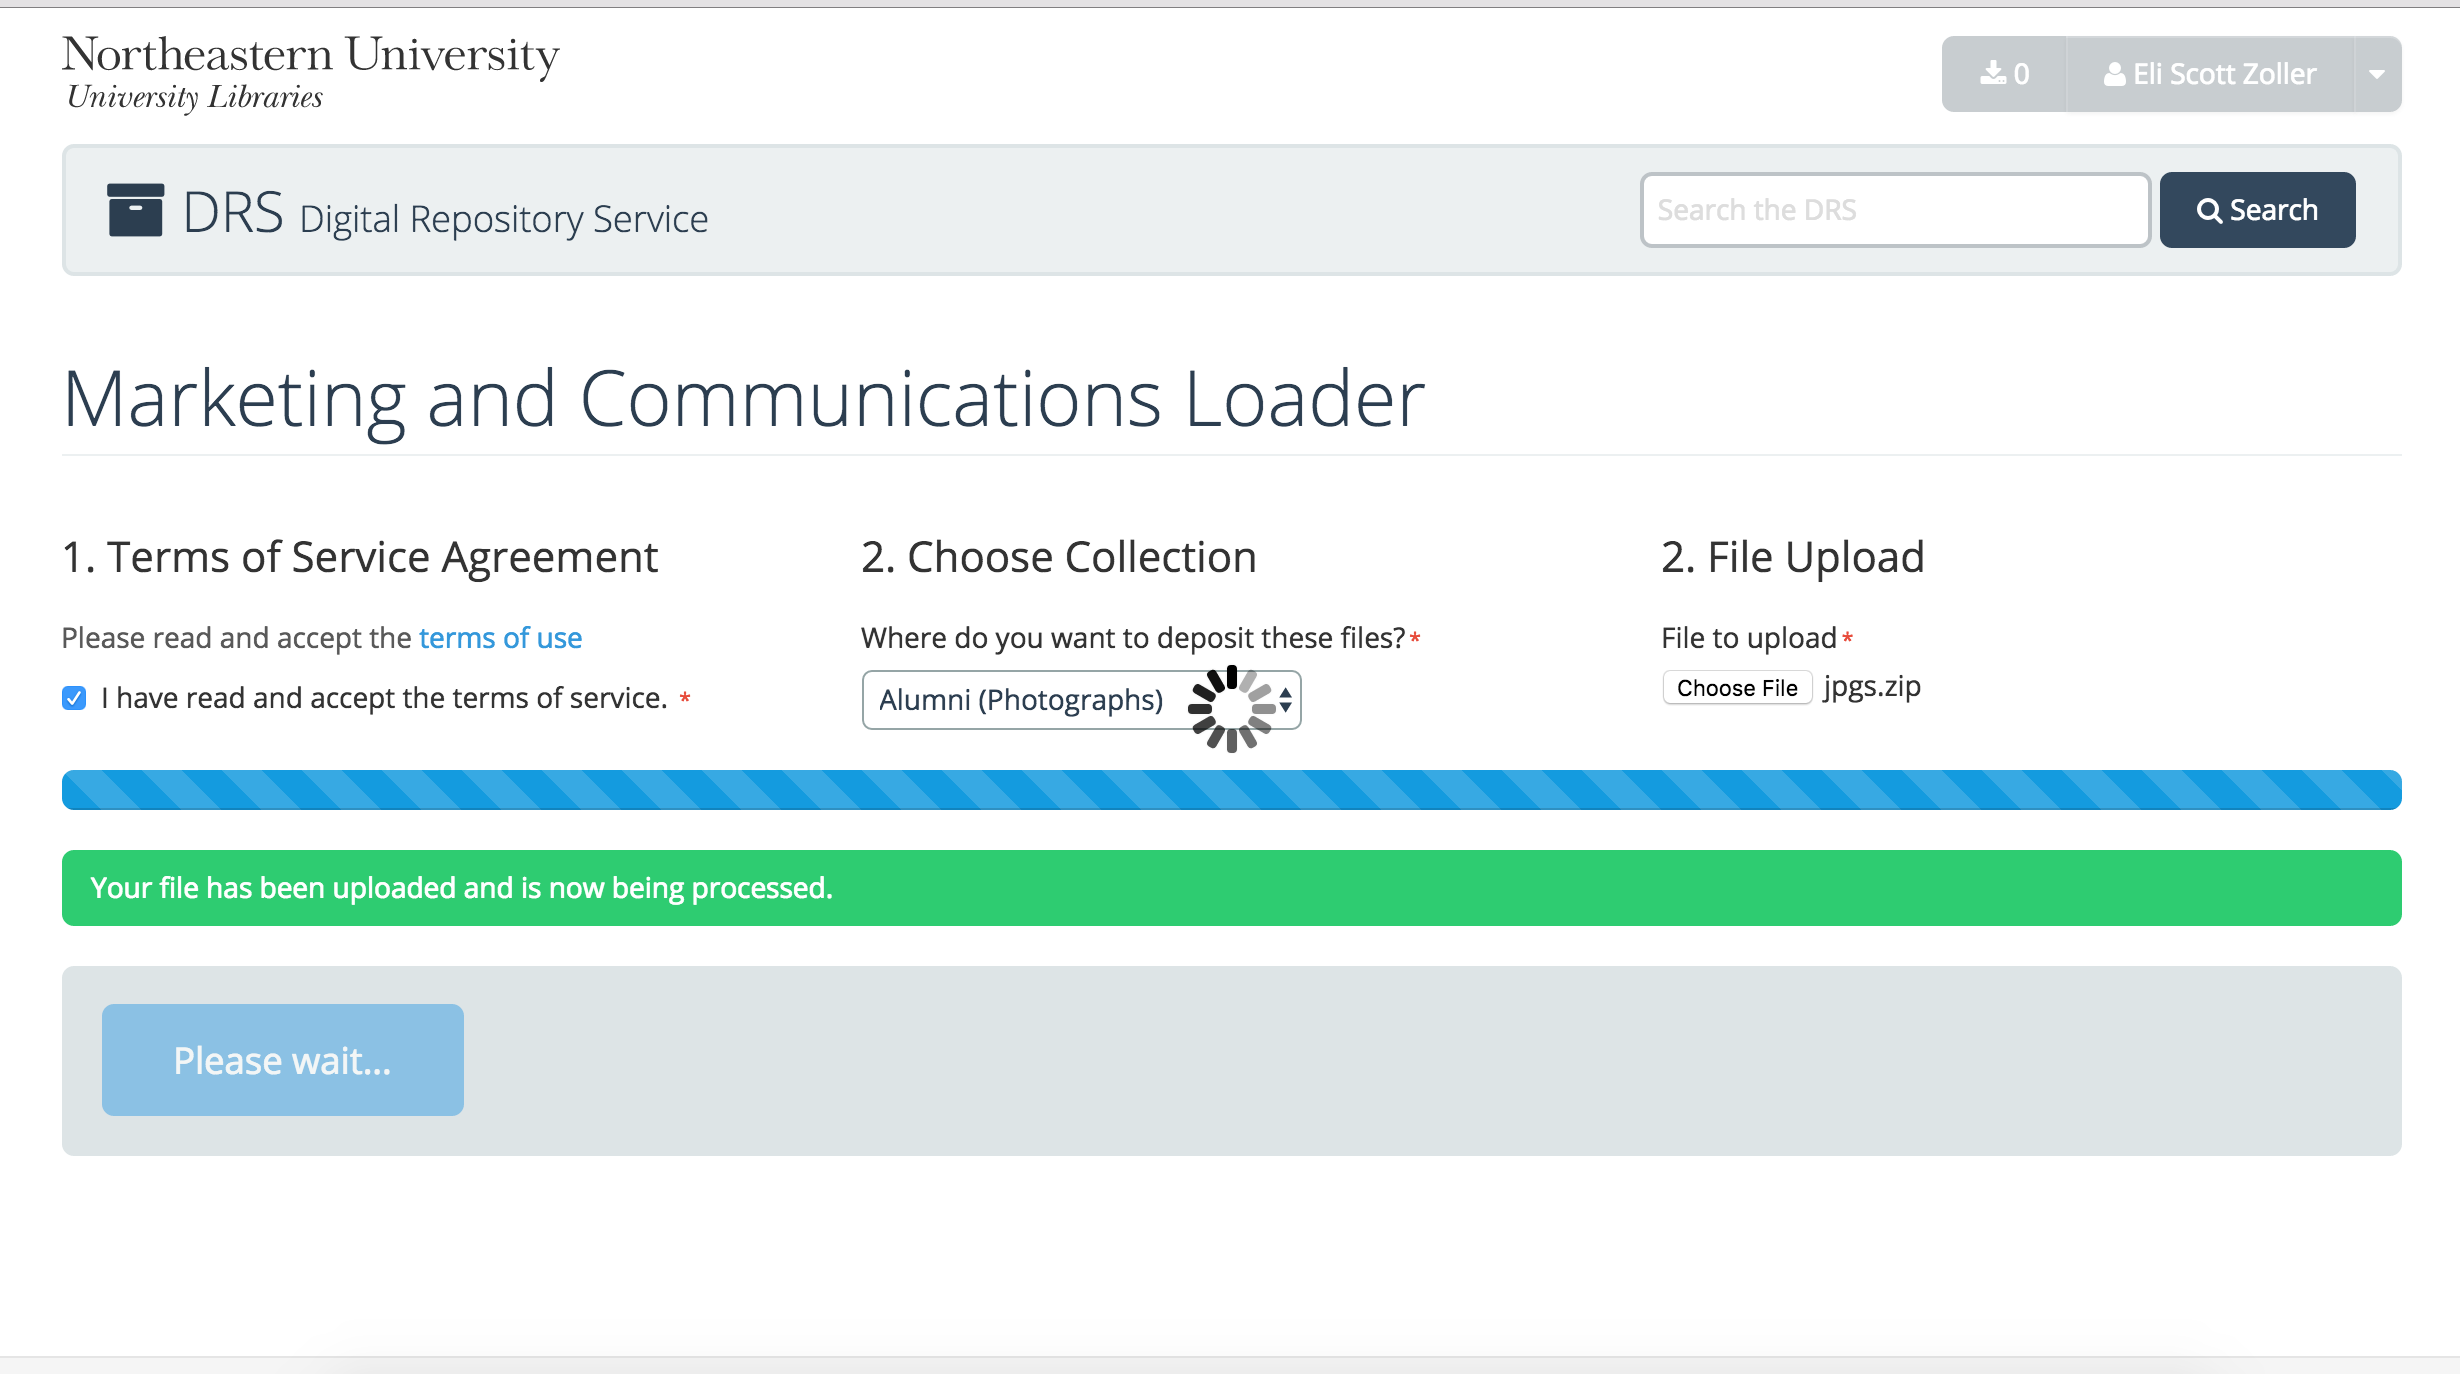 Northeastern University
University Libraries
0
Eli Scott Zoller
DRS Digital Repository Service
Search the DRS
Search
Marketing and Communications Loader
1. Terms of Service Agreement
Please read and accept the terms of use
I have read and accept the terms of service. *
2. Choose Collection
Where do you want to deposit these files?*
Alumni (Photographs)
2. File Upload
File to upload*
Choose File jpgs.zip
Your file has been uploaded and is now being processed.
Please wait...